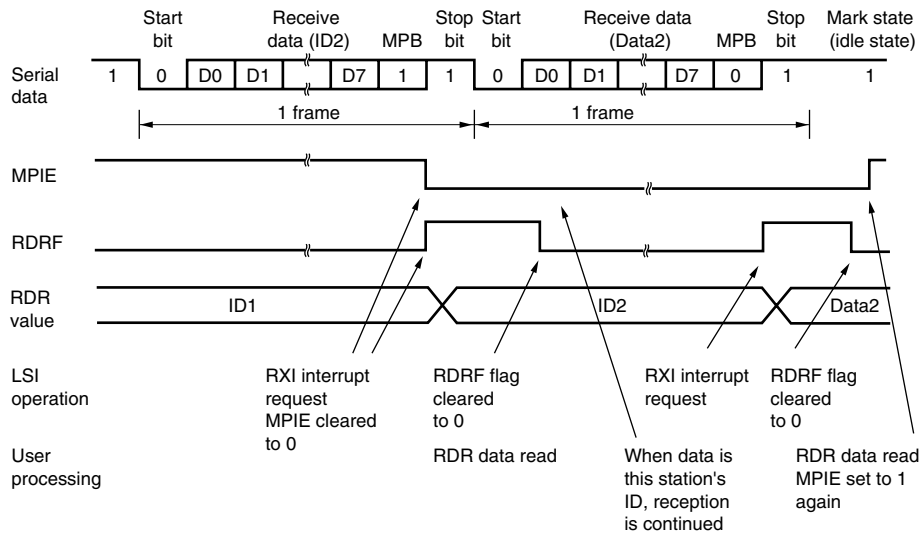 Start bit
Receive data (ID2)
MPB
Stop bit
Start bit
Receive data (Data2)
MPB
Stop bit
Mark state (idle state)
Serial data
1 0 D0 D1 D7 1 1 0 D0 D1 D7 0 1 1
1 frame 1 frame
MPIE
RDRF
RDR value
ID1 ID2 Data2
LSI operation
RXI interrupt request MPIE cleared to 0
RDRF flag cleared to 0
RXI interrupt request
RDRF flag cleared to 0
User processing
RDR data read
When data is this station's ID, reception is continued
RDR data read MPIE set to 1 again